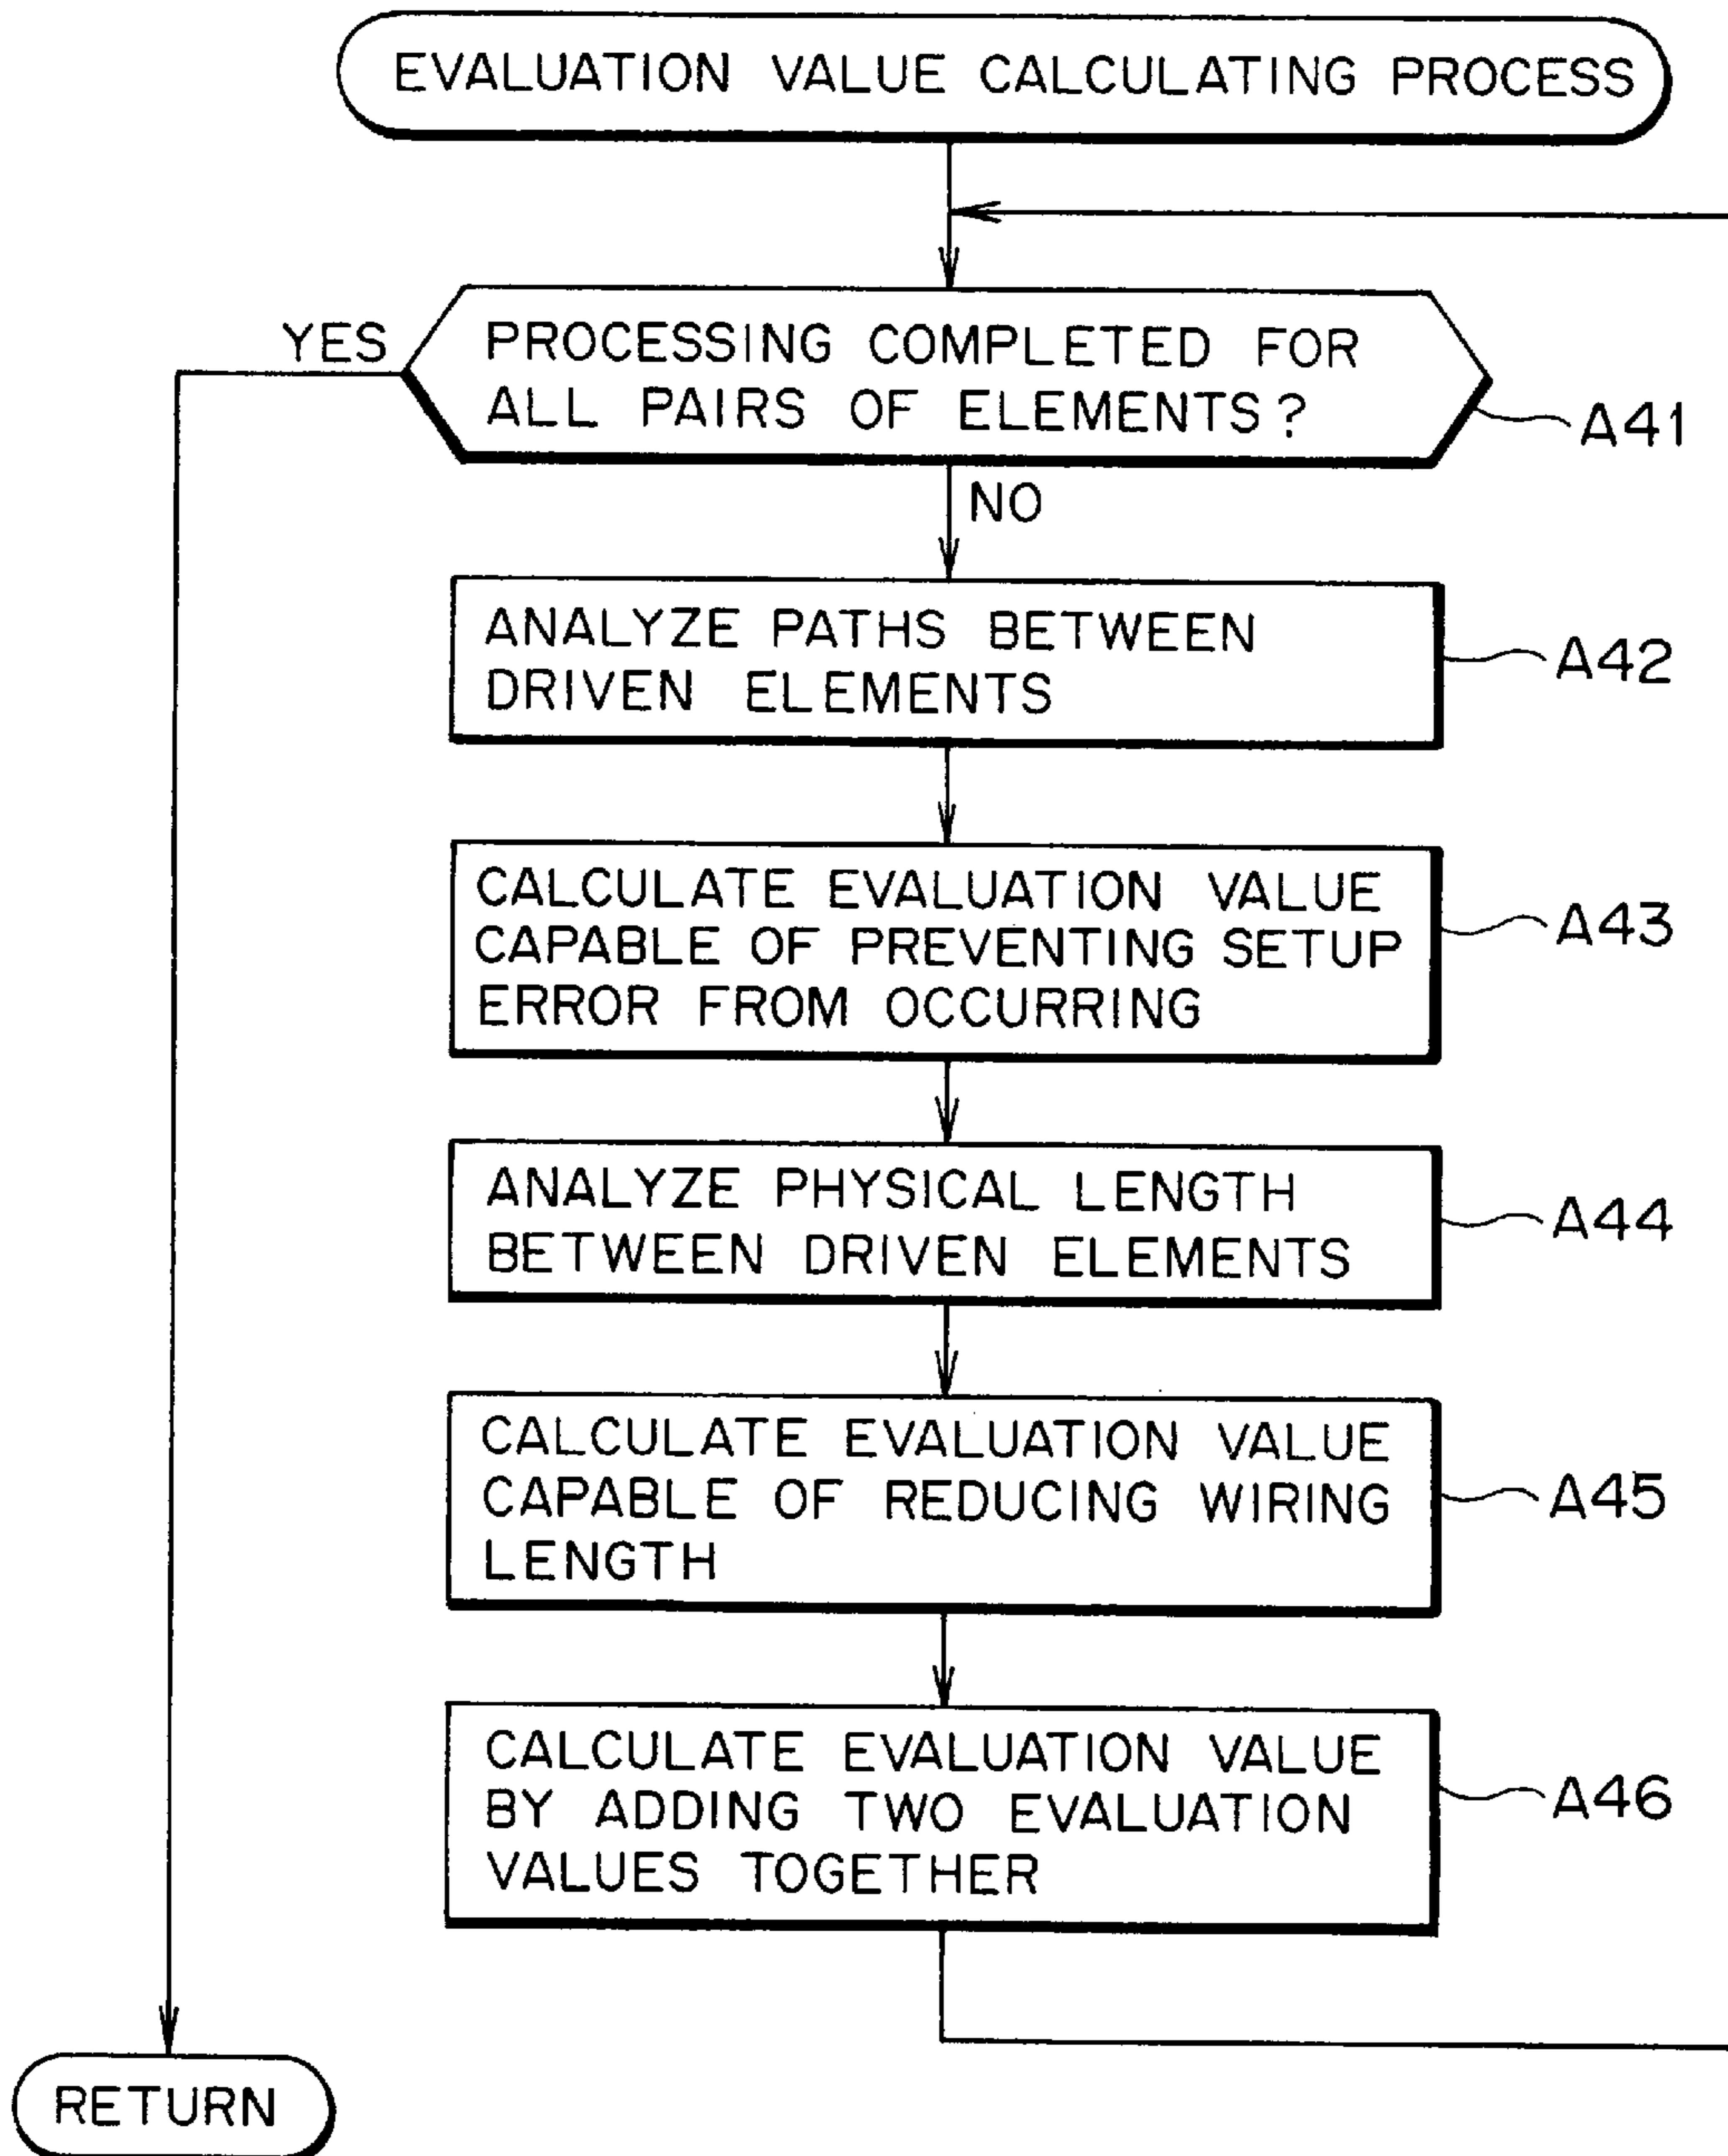 EVALUATION VALUE CALCULATING PROCESS
YES
PROCESSING COMPLETED FOR
ALL PAIRS OF ELEMENTS?
A41
NO
ANALYZE PATHS BETWEEN
DRIVEN ELEMENTS
A42
CALCULATE EVALUATION VALUE
CAPABLE OF PREVENTING SETUP
ERROR FROM OCCURRING
A43
ANALYZE PHYSICAL LENGTH
BETWEEN DRIVEN ELEMENTS
A44
CALCULATE EVALUATION VALUE
CAPABLE OF REDUCING WIRING
LENGTH
A45
CALCULATE EVALUATION VALUE
BY ADDING TWO EVALUATION
VALUES TOGETHER
A46
RETURN